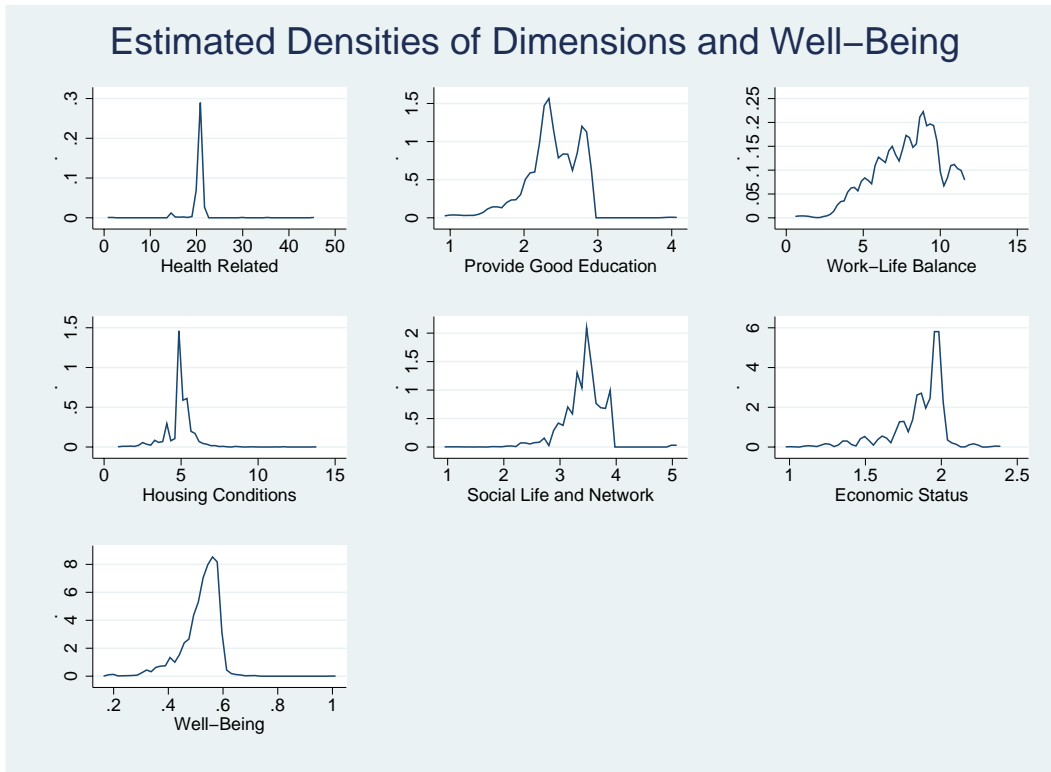 Estimated Densities of Dimensions and Well–Being
.3
.2
.1
0
.
0 10 20 30 40 50
Health Related
1.5
1
.5
0
.
1 2 3 4
Provide Good Education
.25
.2
.15
.1
.05
0
.
0 5 10 15
Work–Life Balance
1.5
1
.5
0
.
0 5 10 15
Housing Conditions
2
1.5
1
.5
0
.
1 2 3 4 5
Social Life and Network
6
4
2
0
.
1 1.5 2 2.5
Economic Status
8
6
4
2
0
.
.2 .4 .6 .8 1
Well–Being